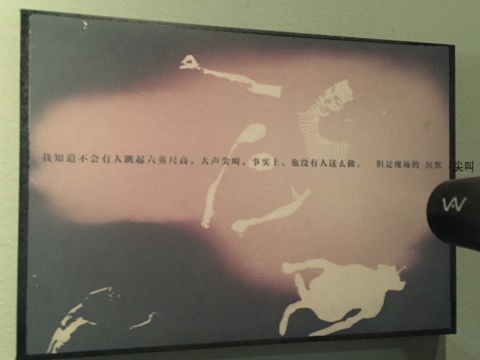 我知道不会有人跳起六英尺高，大声尖叫，事实上，也没有人这么做。 但是现场的 沉默 尖叫